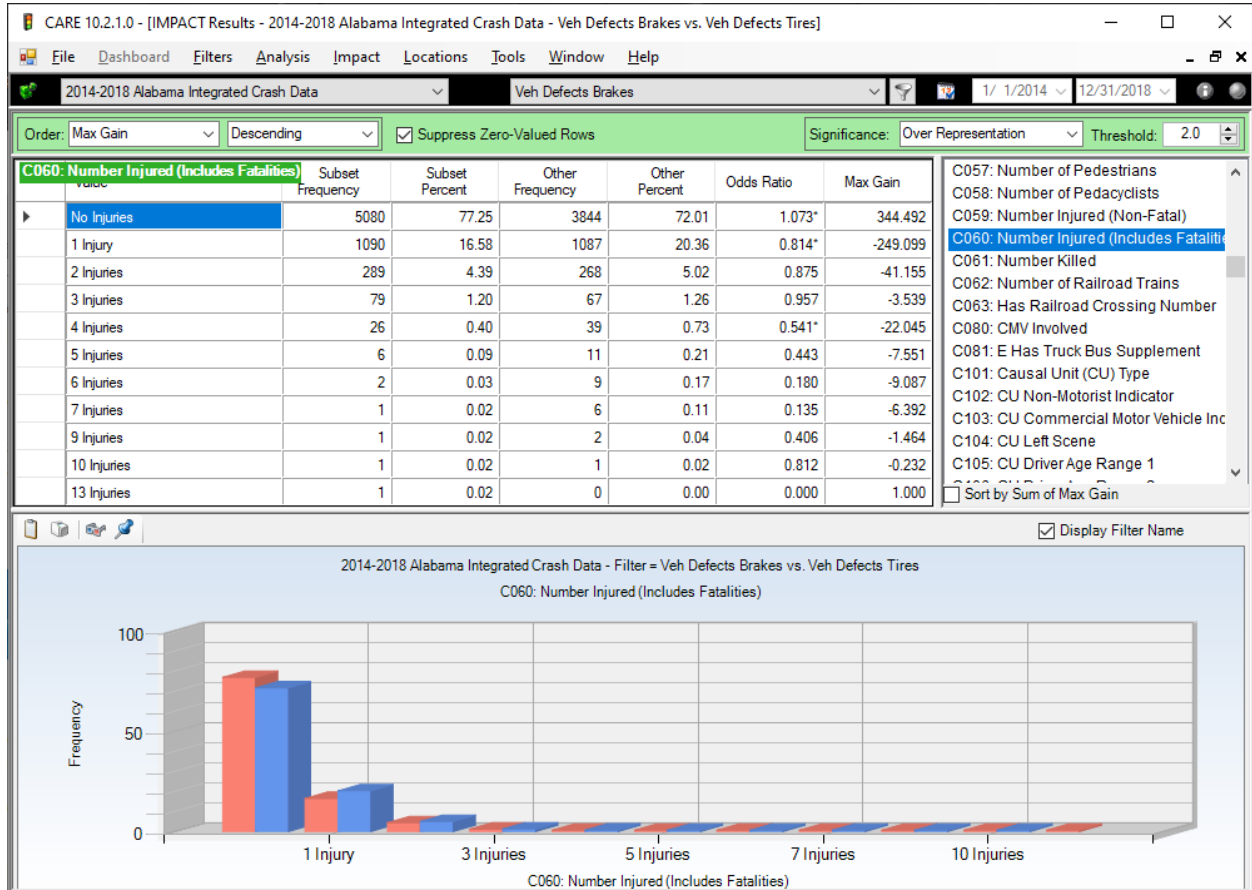 CARE 10.2.1.0 - [IMPACT Results - 2014-2018 Alabama Integrated Crash Data - Veh Defects Brakes vs. Veh Defects Tires]
File Dashboard Filters Analysis Impact Locations Tools Window Help
2014-2018 Alabama Integrated Crash Data Veh Defects Brakes 1/ 1/2014 12/31/2018
Order: Max Gain Descending Suppress Zero-Valued Rows Significance: Over Representation Threshold: 2.0
C060: Number Injured (Includes Fatalities) Subset Frequency Subset Percent Other Frequency Other Percent Odds Ratio Max Gain
No Injuries 5080 77.25 3844 72.01 1.073* 344.492
1 Injury 1090 16.58 1087 20.36 0.814* -249.099
2 Injuries 289 4.39 268 5.02 0.875 -41.155
3 Injuries 79 1.20 67 1.26 0.957 -3.539
4 Injuries 26 0.40 39 0.73 0.541* -22.045
5 Injuries 6 0.09 11 0.21 0.443 -7.551
6 Injuries 2 0.03 9 0.17 0.180 -9.087
7 Injuries 1 0.02 6 0.11 0.135 -6.392
9 Injuries 1 0.02 2 0.04 0.406 -1.464
10 Injuries 1 0.02 1 0.02 0.812 -0.232
13 Injuries 1 0.02 0 0.00 0.000 1.000
C057: Number of Pedestrians
C058: Number of Pedacyclists
C059: Number Injured (Non-Fatal)
C060: Number Injured (Includes Fatalitie
C061: Number Killed
C062: Number of Railroad Trains
C063: Has Railroad Crossing Number
C080: CMV Involved
C081: E Has Truck Bus Supplement
C101: Causal Unit (CU) Type
C102: CU Non-Motorist Indicator
C103: CU Commercial Motor Vehicle Inc
C104: CU Left Scene
C105: CU Driver Age Range 1
Sort by Sum of Max Gain
Display Filter Name
2014-2018 Alabama Integrated Crash Data - Filter = Veh Defects Brakes vs. Veh Defects Tires
C060: Number Injured (Includes Fatalities)
100
50
0
Frequency
1 Injury 3 Injuries 5 Injuries 7 Injuries 10 Injuries
C060: Number Injured (Includes Fatalities)